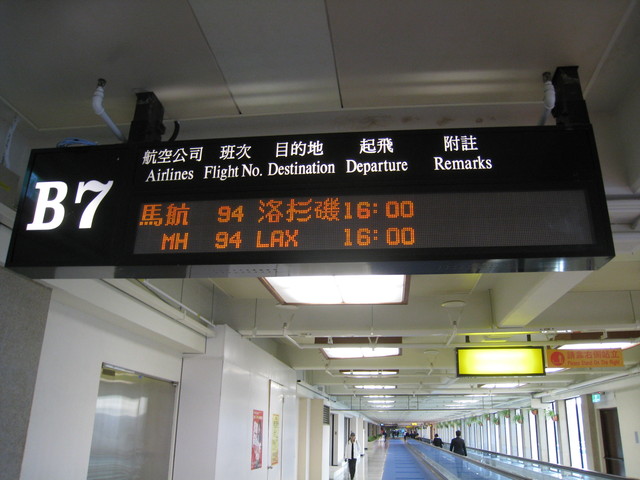 B7
航空公司 班次 目的地 起飛 附註
Airlines Flight No. Destination Departure Remarks
馬航 94 洛杉磯 16:00
MH 94 LAX 16:00